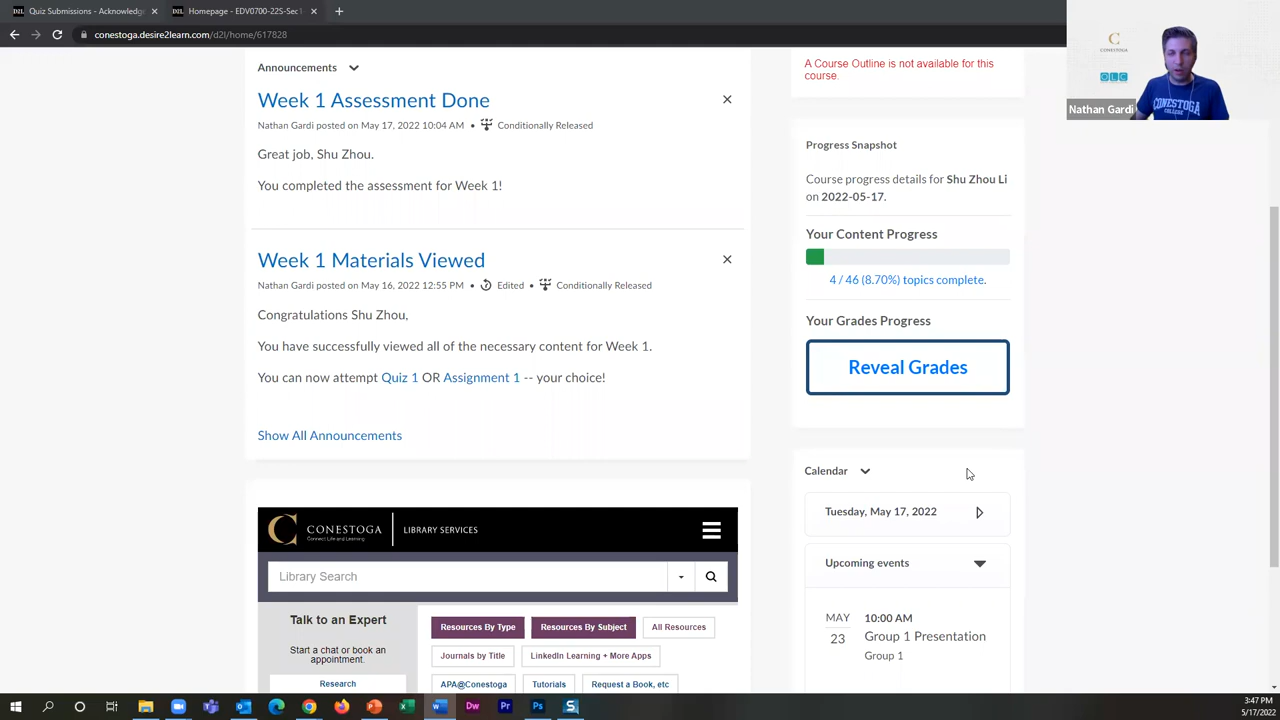 Quiz Submissions - Acknowledge
Homepage - EDV0700-22S-Sec1
conestoga.desire2learn.com/d2l/home/617828
Announcements
Week 1 Assessment Done
Nathan Gardi posted on May 17, 2022 10:04 AM • Conditionally Released
Great job, Shu Zhou.
You completed the assessment for Week 1!
Week 1 Materials Viewed
Nathan Gardi posted on May 16, 2022 12:55 PM • Edited • Conditionally Released
Congratulations Shu Zhou,
You have successfully viewed all of the necessary content for Week 1.
You can now attempt Quiz 1 OR Assignment 1 -- your choice!
Show All Announcements
CONESTOGA
Connect Life and Learning
LIBRARY SERVICES
Library Search
Talk to an Expert
Start a chat or book an
appointment.
Research
Resources By Type
Resources By Subject
All Resources
Journals by Title
LinkedIn Learning + More Apps
APA@Conestoga
Tutorials
Request a Book, etc
A Course Outline is not available for this
course.
Progress Snapshot
Course progress details for Shu Zhou Li
on 2022-05-17.
Your Content Progress
4 / 46 (8.70%) topics complete.
Your Grades Progress
Reveal Grades
Calendar
Tuesday, May 17, 2022
Upcoming events
MAY
23
10:00 AM
Group 1 Presentation
Group 1
CONESTOGA
OLC
CONESTOGA
COLLEGE
Nathan Gardi
3:47 PM
5/17/2022